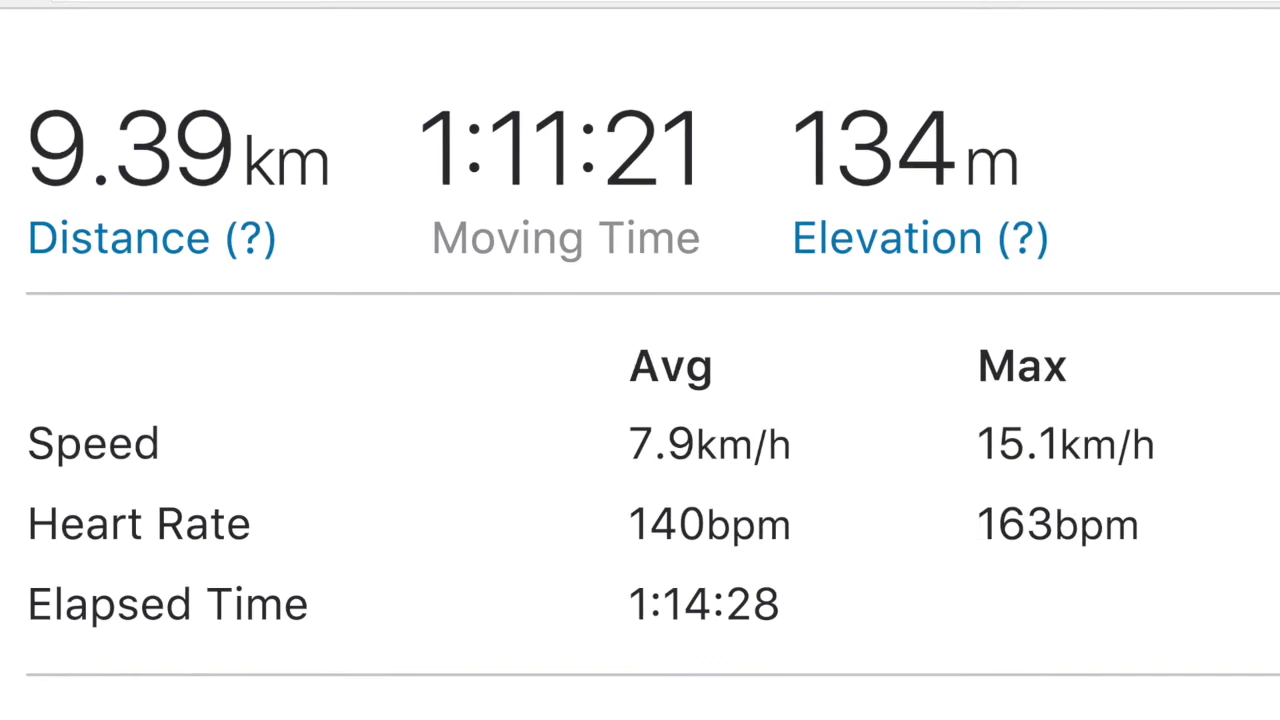 9.39km 1:11:21 134m
Distance (?) Moving Time Elevation (?)
Avg Max
Speed 7.9km/h 15.1km/h
Heart Rate 140bpm 163bpm
Elapsed Time 1:14:28